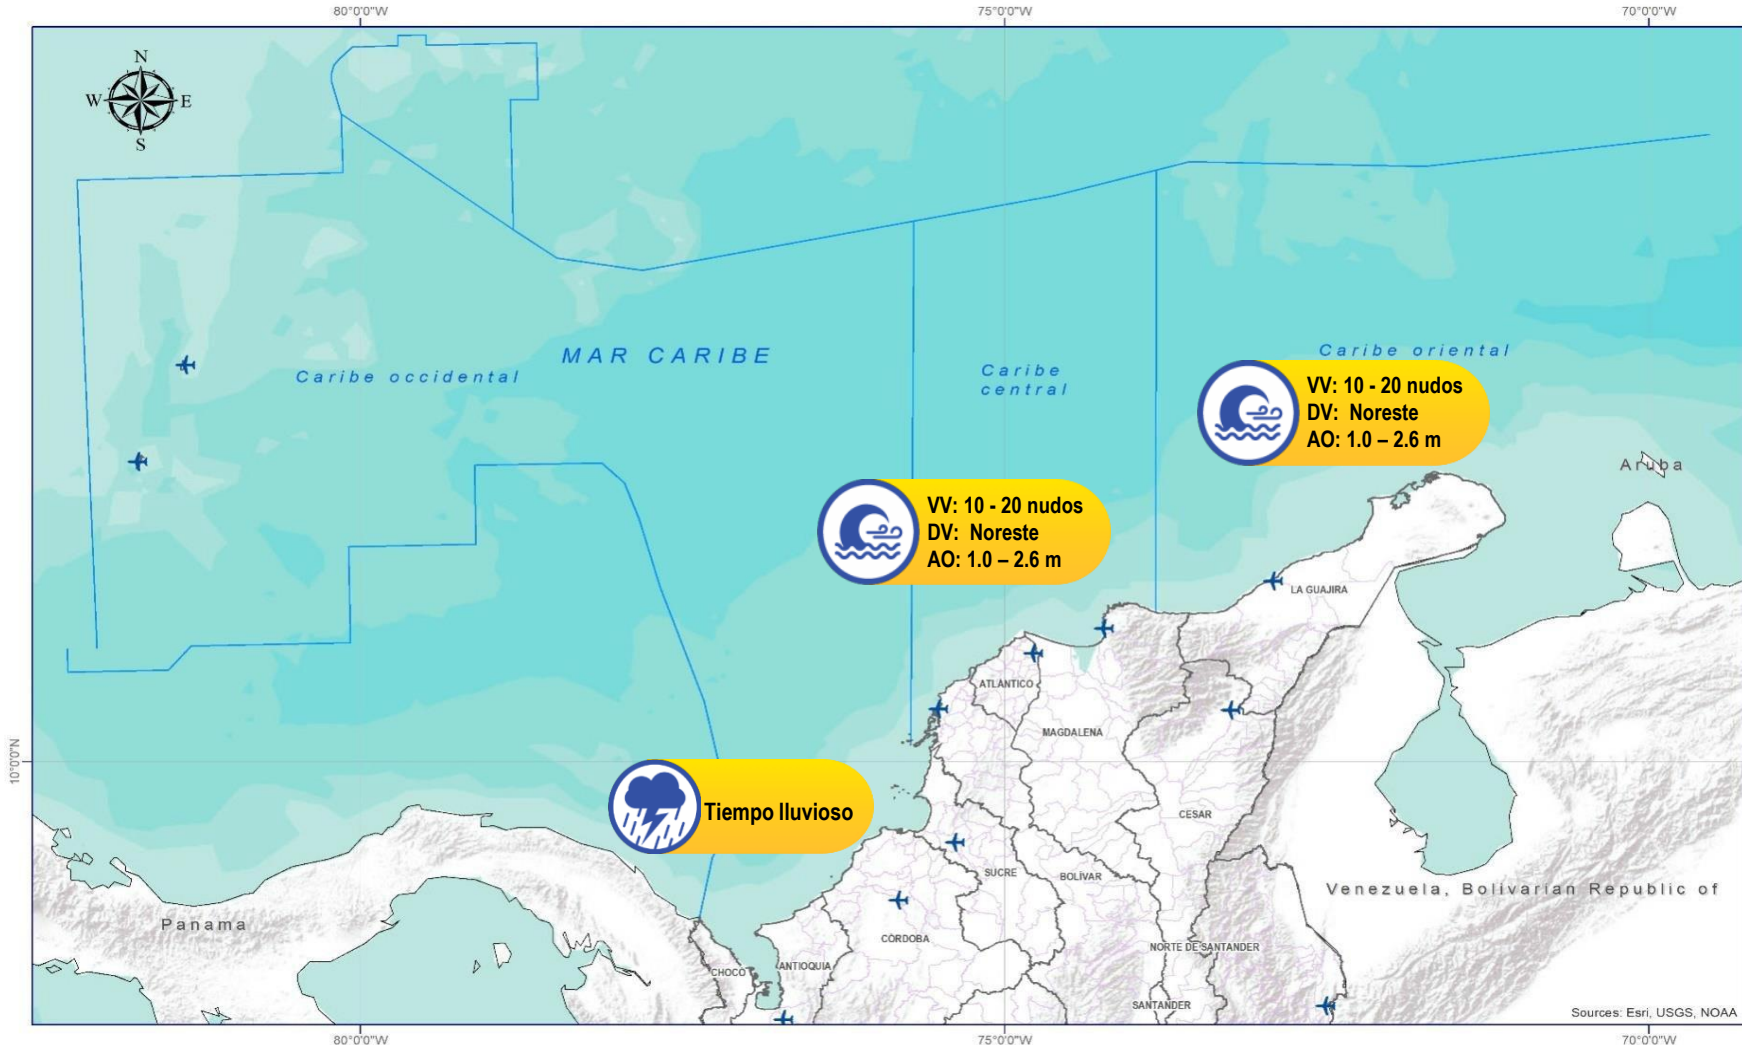 80°0'0"W
75°0'0"W
70°0'0"W
N
W
E
S
MAR CARIBE
Caribe occidental
Caribe
central
Caribe oriental
VV: 10 - 20 nudos
DV: Noreste
AO: 1.0 – 2.6 m
Aruba
VV: 10 - 20 nudos
DV: Noreste
AO: 1.0 – 2.6 m
LA GUAJIRA
ATLÁNTICO
MAGDALENA
10°0'0"N
Tiempo lluvioso
CESAR
SUCRE
BOLÍVAR
Venezuela, Bolivarian Republic of
Panama
CÓRDOBA
NORTE DE SANTANDER
CHOCÓ
ANTIOQUIA
SANTANDER
Sources: Esri, USGS, NOAA
80°0'0"W
75°0'0"W
70°0'0"W